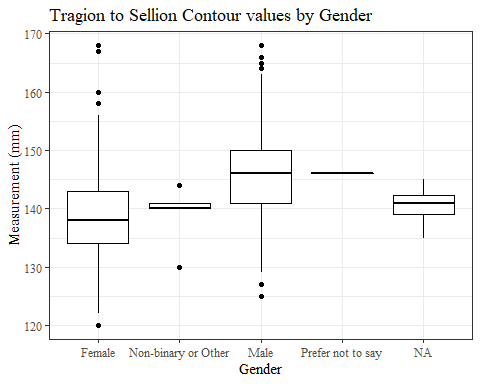 Tragion to Sellion Contour values by Gender
Measurement (mm)
170
160
150
140
130
120
Female Non-binary or Other Male Prefer not to say NA
Gender